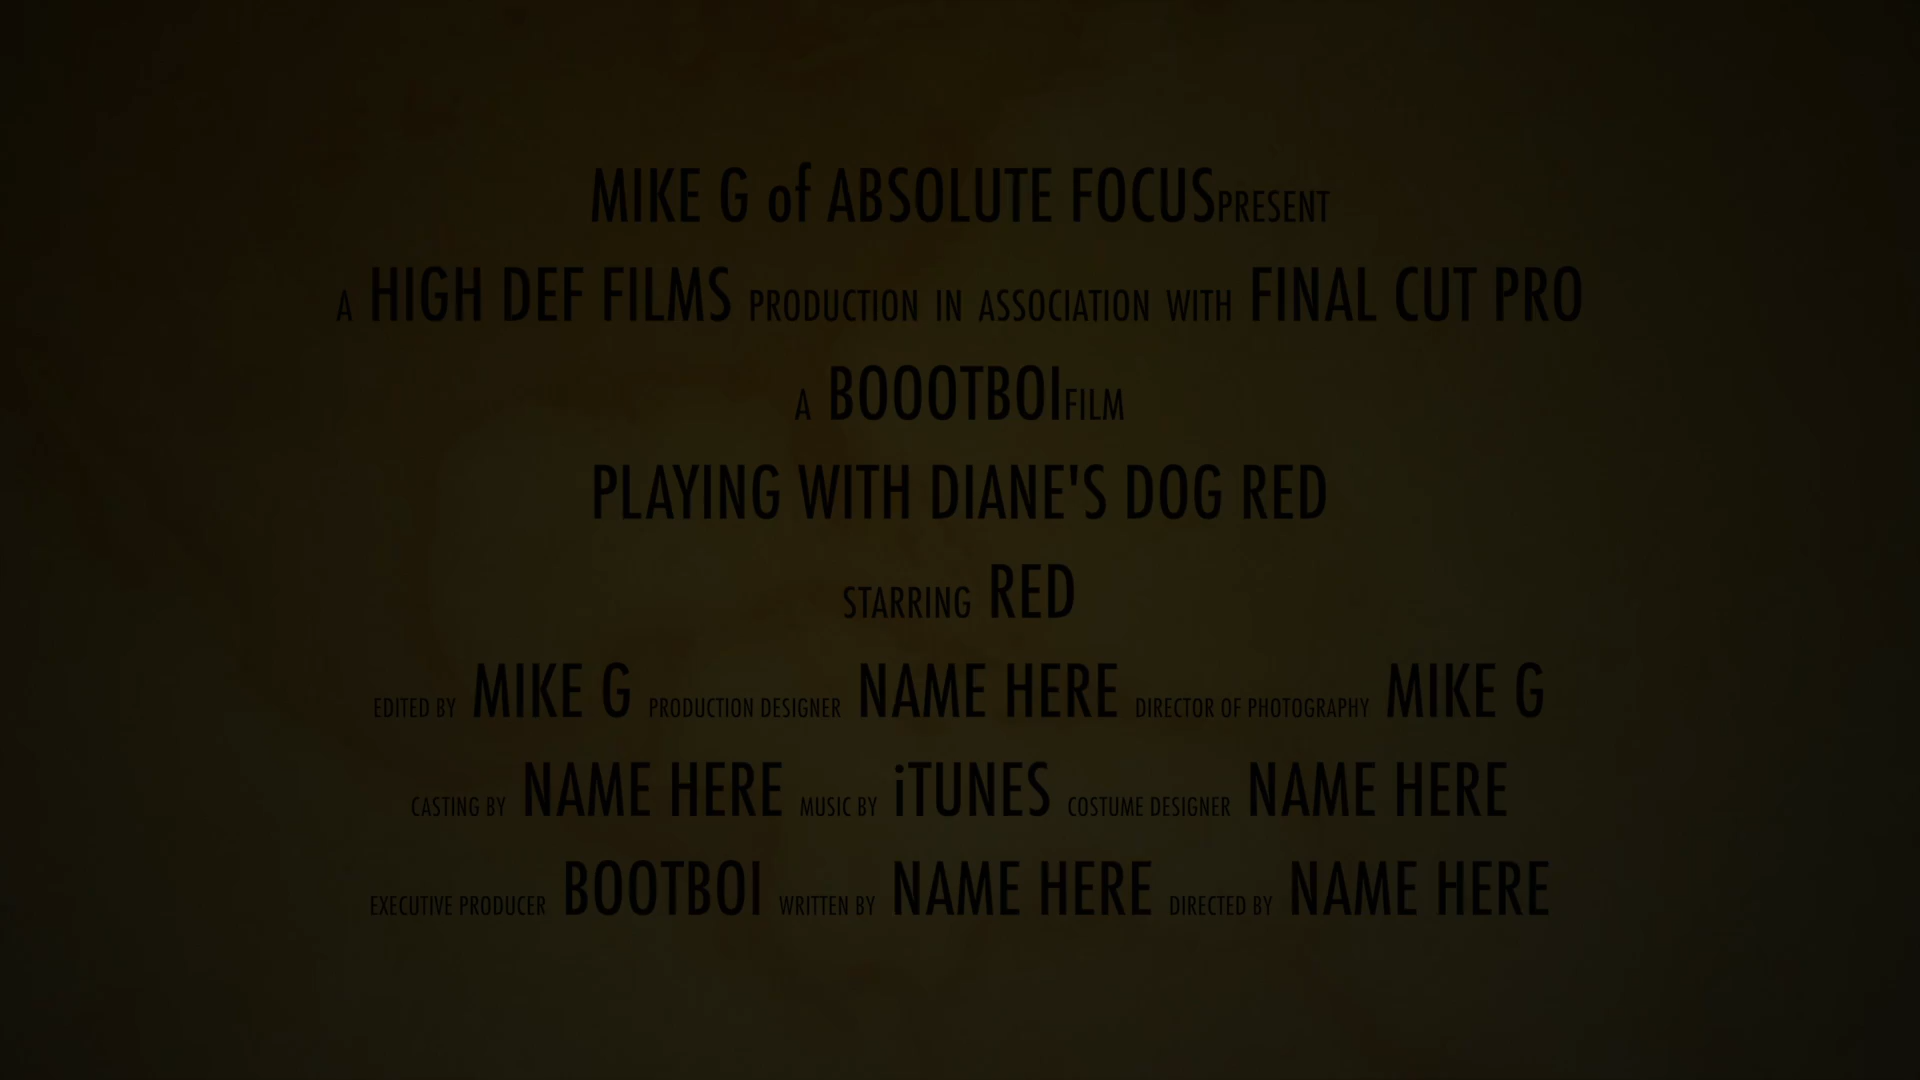 MIKE G of ABSOLUTE FOCUSPRESENT
A HIGH DEF FILMS PRODUCTION IN ASSOCIATION WITH FINAL CUT PRO
A BOOOTBOIFILM
PLAYING WITH DIANE'S DOG RED
STARRING RED
EDITED BY MIKE G PRODUCTION DESIGNER NAME HERE DIRECTOR OF PHOTOGRAPHY MIKE G
CASTING BY NAME HERE MUSIC BY iTUNES COSTUME DESIGNER NAME HERE
EXECUTIVE PRODUCER BOOTBOI WRITTEN BY NAME HERE DIRECTED BY NAME HERE